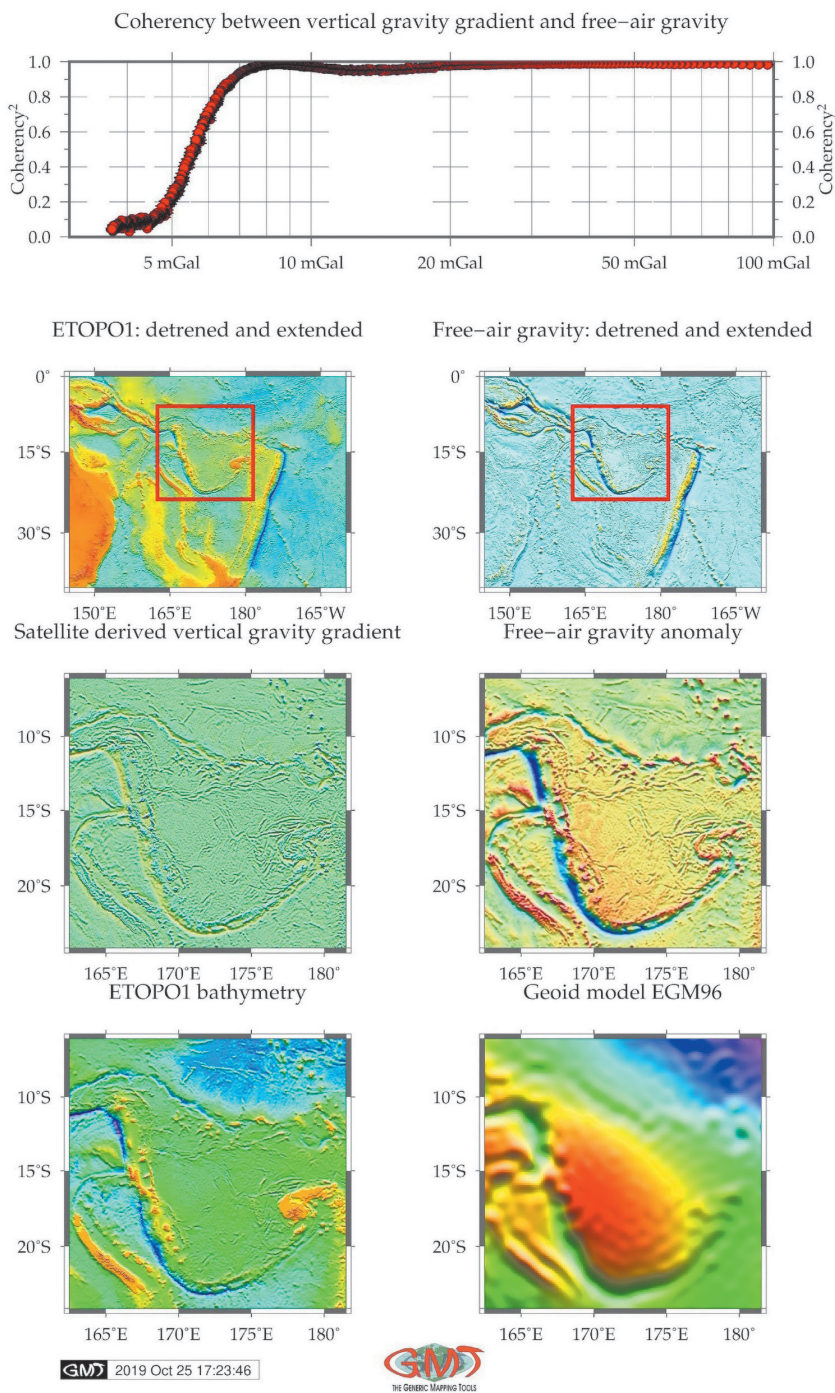 Coherency between vertical gravity gradient and free−air gravity
1.0 1.0
0.8 0.8
0.6 0.6
0.4 0.4
0.2 0.2
0.0 0.0
Coherency2 Coherency2
5 mGal 10 mGal 20 mGal 50 mGal 100 mGal
ETOPO1: detrened and extended
0°
15°S
30°S
150°E 165°E 180° 165°W
Free−air gravity: detrened and extended
0°
15°S
30°S
150°E 165°E 180° 165°W
Satellite derived vertical gravity gradient
10°S
15°S
20°S
165°E 170°E 175°E 180°
Free−air gravity anomaly
10°S
15°S
20°S
165°E 170°E 175°E 180°
ETOPO1 bathymetry
10°S
15°S
20°S
165°E 170°E 175°E 180°
Geoid model EGM96
10°S
15°S
20°S
165°E 170°E 175°E 180°
GMT 2019 Oct 25 17:23:46
GMT
THE GENERIC MAPPING TOOLS